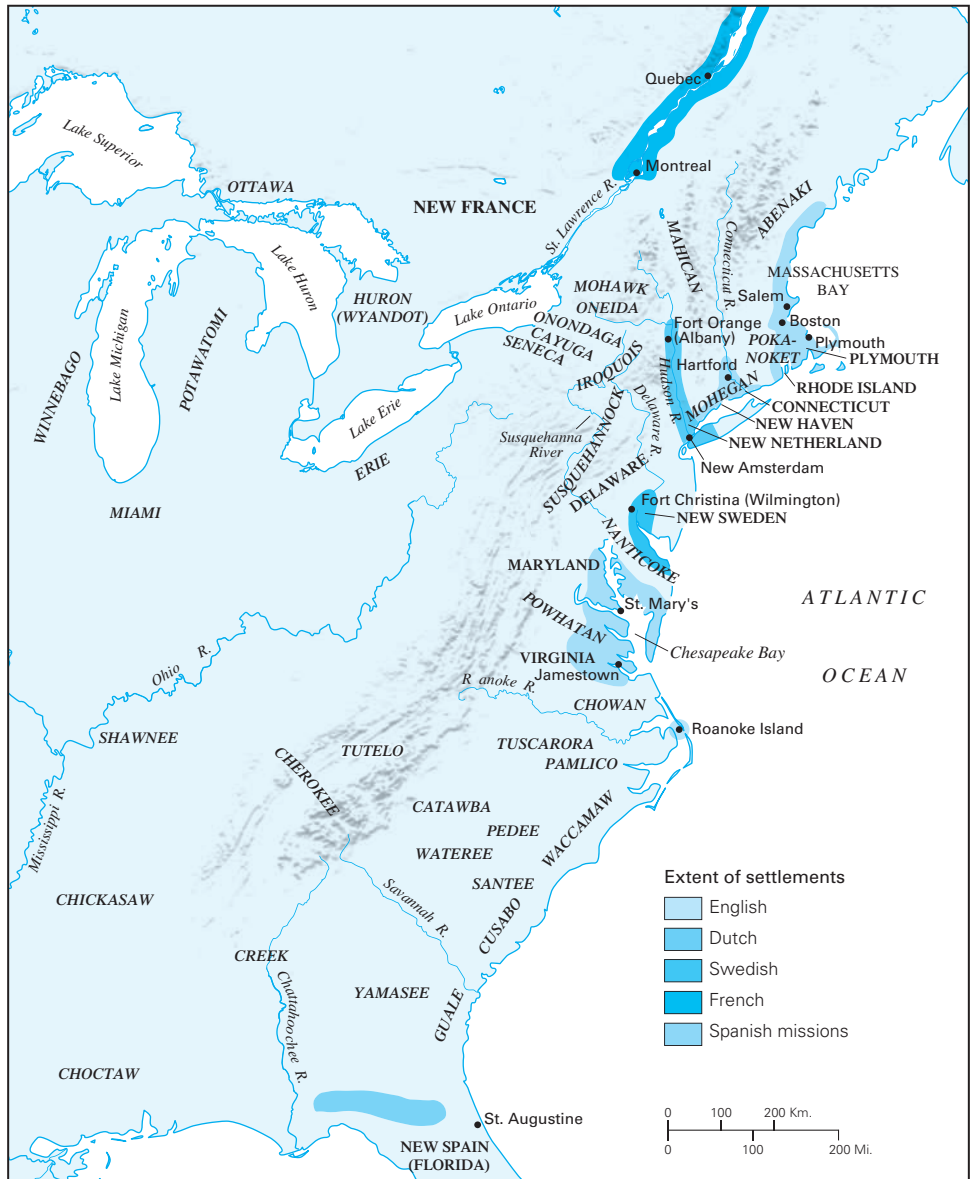 Quebec
Montreal
Lake Superior
OTTAWA
NEW FRANCE
St. Lawrence R.
ABENAKI
MAHICAN
Connecticut R.
Lake Huron
Lake Michigan
HURON
(WYANDOT)
Lake Ontario
MOHAWK
ONEIDA
ONONDAGA
CAYUGA
SENECA
IROQUOIS
MASSACHUSETTS
BAY
Salem
Boston
Plymouth
POKA-
NOKET
PLYMOUTH
Fort Orange
(Albany)
Hartford
Hudson R.
MOHEGAN
RHODE ISLAND
CONNECTICUT
NEW HAVEN
NEW NETHERLAND
New Amsterdam
WINNEBAGO
POTAWATOMI
Lake Erie
ERIE
Susquehanna
River
SUSQUEHANNOCK
Delaware R.
DELAWARE
MIAMI
Fort Christina (Wilmington)
NEW SWEDEN
NANTICOKE
MARYLAND
St. Mary's
POWHATAN
Chesapeake Bay
VIRGINIA
Jamestown
ATLANTIC
OCEAN
Ohio R.
R anoke R.
CHOWAN
Roanoke Island
SHAWNEE
TUTELO
TUSCARORA
PAMLICO
CHEROKEE
Mississippi R.
CATAWBA
PEDEE
WATEREE
WACCAMAW
SANTEE
CUSABO
CHICKASAW
Savannah R.
CREEK
Chattahoochee R.
YAMASEE
GUALE
CHOCTAW
St. Augustine
NEW SPAIN
(FLORIDA)
Extent of settlements
English
Dutch
Swedish
French
Spanish missions
0 100 200 Km.
0 100 200 Mi.